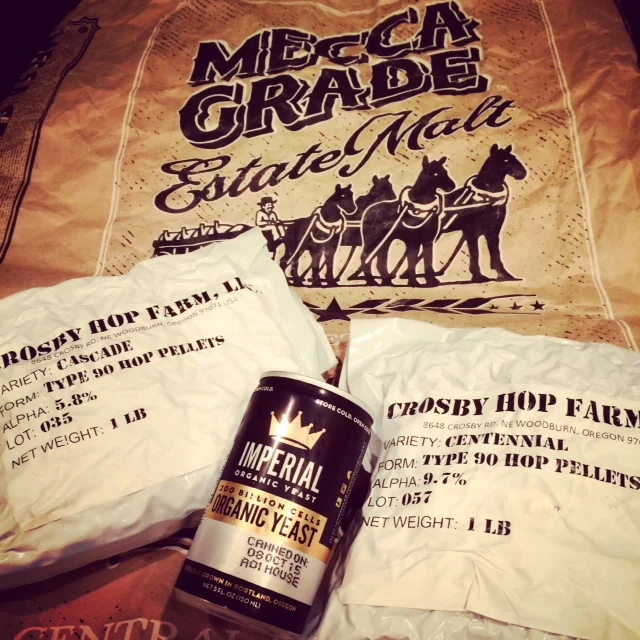 MECCA
GRADE
Estate Malt
CROSBY HOP FARM,
8648 CROSBY RD. NE WOODBURN, OREGON 97071 USA
VARIETY: CASCADE
FORM: TYPE 90 HOP PELLETS
ALPHA: 5.8%
LOT: 035
NET WEIGHT: 1 LB
STORE COLD.
IMPERIAL
ORGANIC YEAST
200 BILLION CELLS
ORGANIC YEAST
CANNED ON:
08 OCT 15
A01 HOUSE
GROWN IN PORTLAND, OREGON
NET 5 FL. OZ (150 ML)
CROSBY HOP FARM
8648 CROSBY RD. NE WOODBURN, OREGON 970
VARIETY: CENTENNIAL
FORM: TYPE 90 HOP PELLETS
ALPHA: 9.7%
LOT: 057
NET WEIGHT: 1 LB
CENTRAL